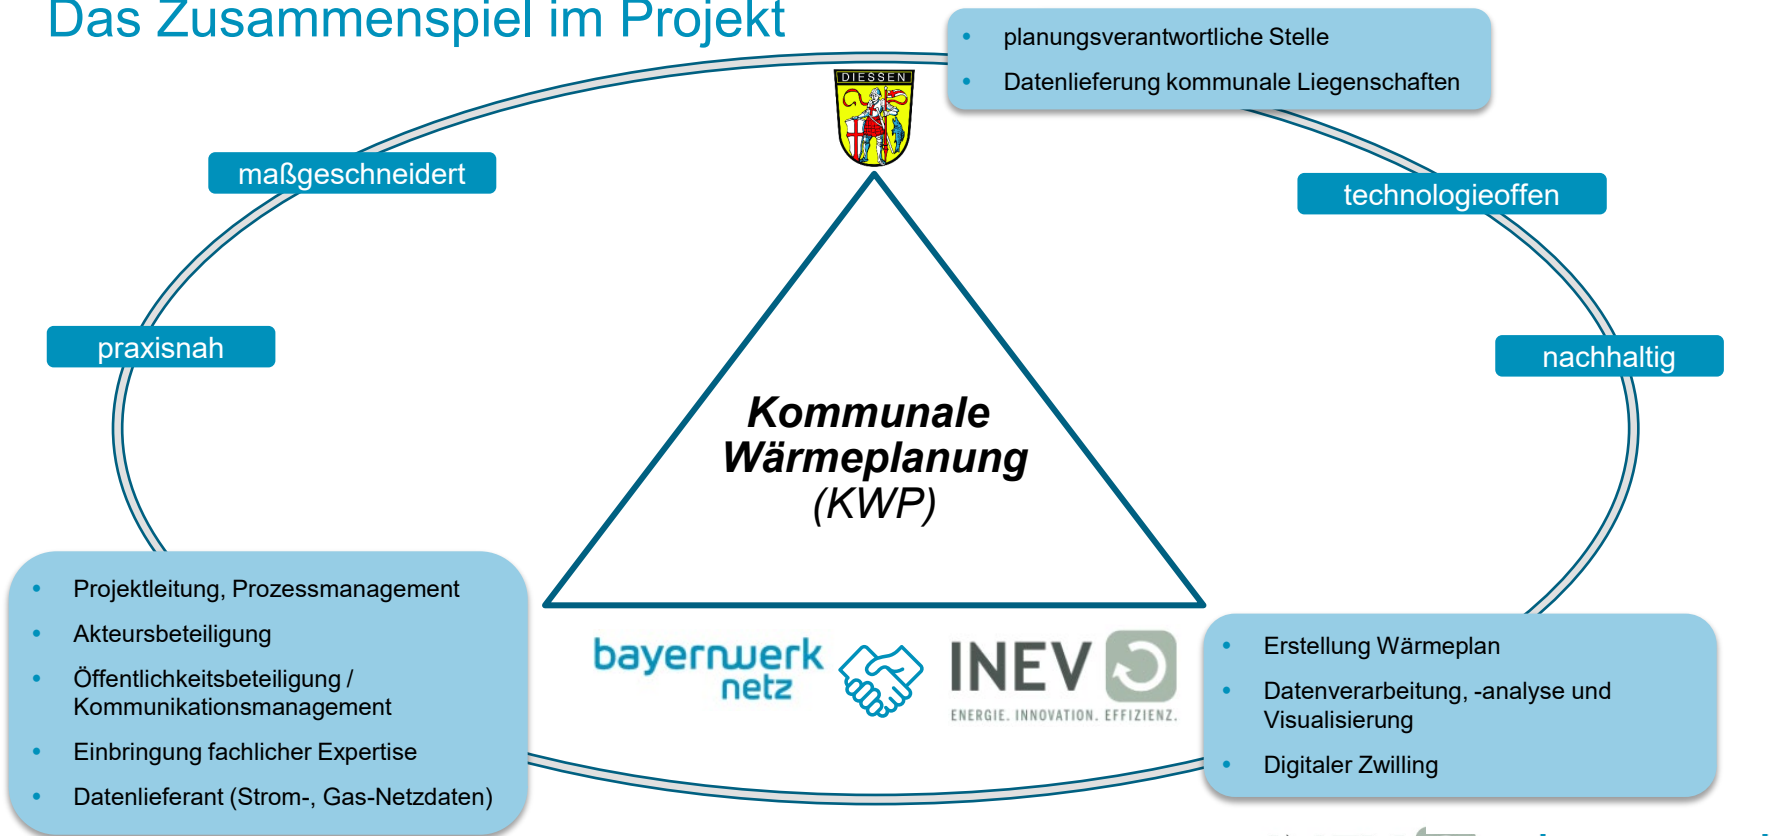 Das Zusammenspiel im Projekt
• planungsverantwortliche Stelle
• Datenlieferung kommunale Liegenschaften
DIESSEN
maßgeschneidert
technologieoffen
praxisnah
nachhaltig
Kommunale
Wärmeplanung
(KWP)
• Projektleitung, Prozessmanagement
• Akteursbeteiligung
• Öffentlichkeitsbeteiligung /
Kommunikationsmanagement
• Einbringung fachlicher Expertise
• Datenlieferant (Strom-, Gas-Netzdaten)
bayernwerk
netz
INEV
ENERGIE. INNOVATION. EFFIZIENZ.
• Erstellung Wärmeplan
• Datenverarbeitung, -analyse und
Visualisierung
• Digitaler Zwilling